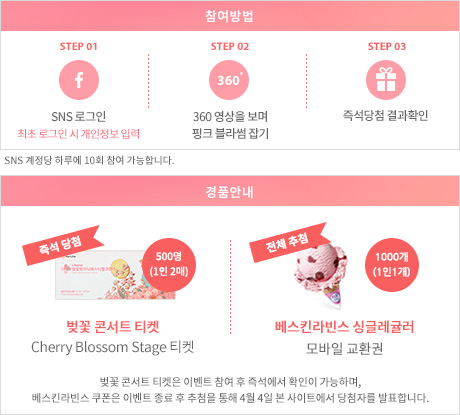 참여방법
STEP 01
STEP 02
STEP 03
f
360°
SNS 로그인
최초 로그인 시 개인정보 입력
360 영상을 보며
핑크 블라썸 잡기
즉석당첨 결과확인
SNS 계정당 하루에 10회 참여 가능합니다.
경품안내
즉석 당첨
500명
(1인 2매)
벚꽃 콘서트 티켓
Cherry Blossom Stage 티켓
전체 추첨
1000개
(1인1개)
베스킨라빈스 싱글레귤러
모바일 교환권
벚꽃 콘서트 티켓은 이벤트 참여 후 즉석에서 확인이 가능하며,
베스킨라빈스 쿠폰은 이벤트 종료 후 추첨을 통해 4월 4일 본 사이트에서 당첨자를 발표합니다.